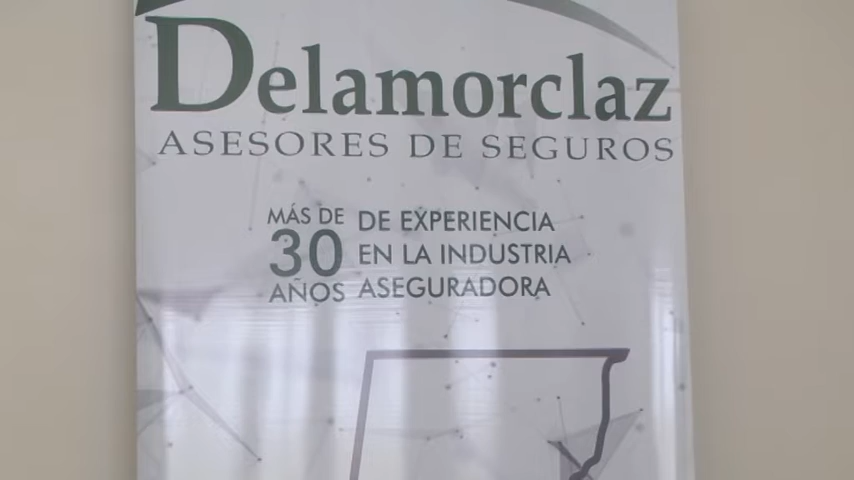 Delamorclaz
ASESORES DE SEGUROS
MÁS DE 30 AÑOS
DE EXPERIENCIA
EN LA INDUSTRIA
ASEGURADORA